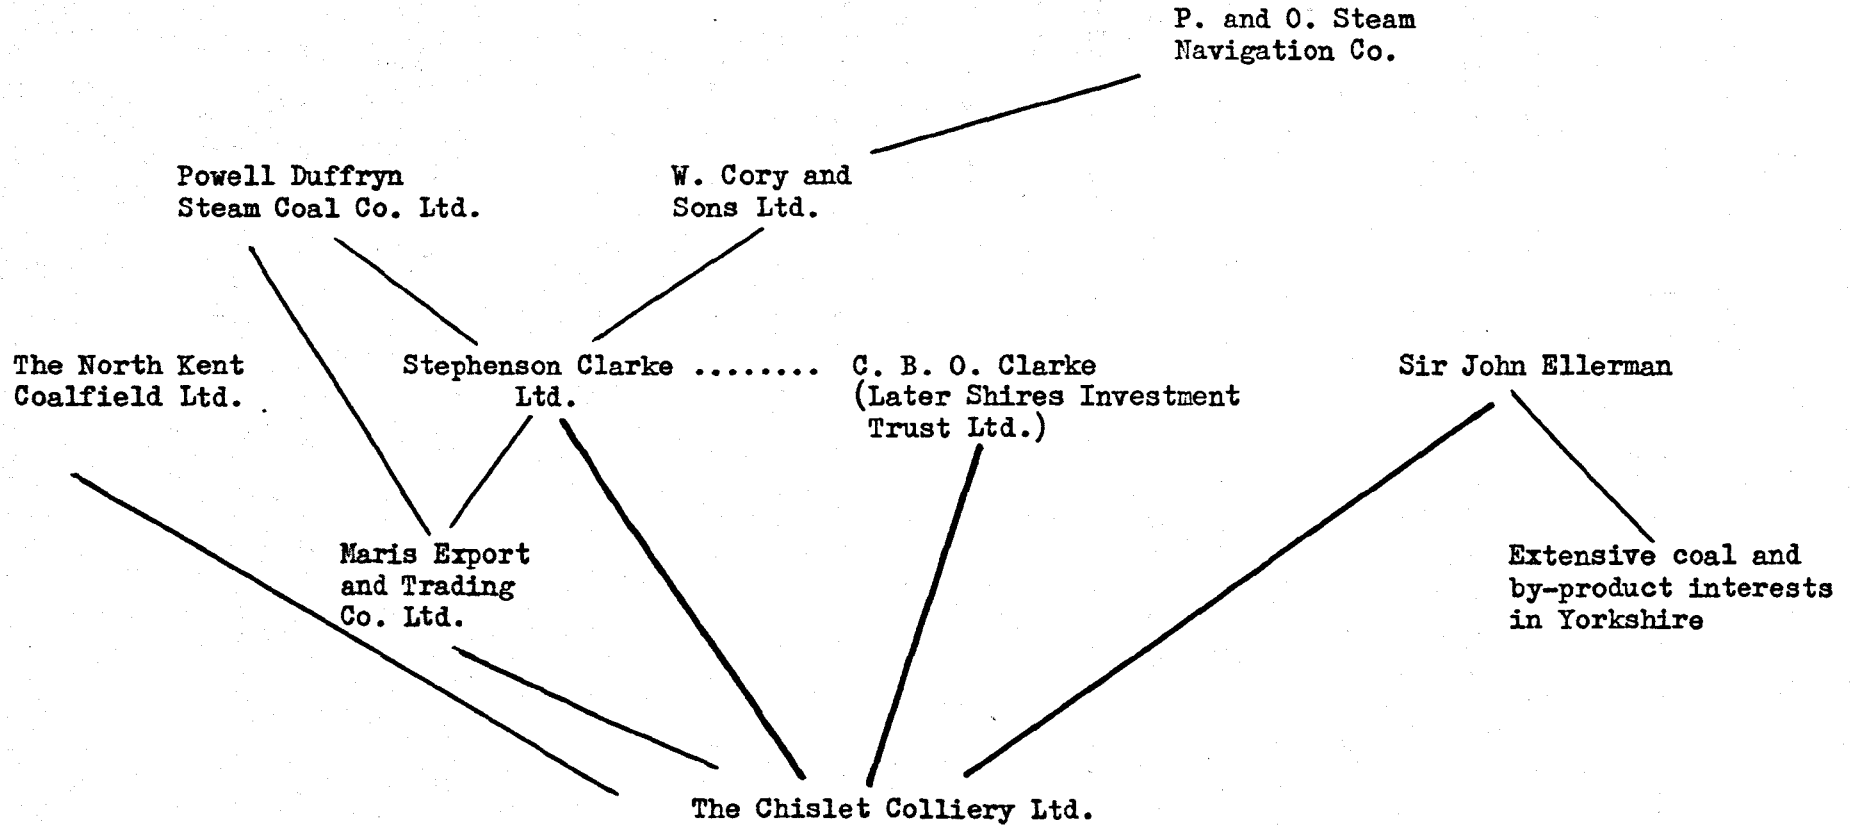 P. and O. Steam
Navigation Co.
Powell Duffryn
Steam Coal Co. Ltd.
W. Cory and
Sons Ltd.
The North Kent
Coalfield Ltd.
Stephenson Clarke ........
Ltd.
C. B. O. Clarke
(Later Shires Investment
Trust Ltd.)
Sir John Ellerman
Maris Export
and Trading
Co. Ltd.
Extensive coal and
by-product interests
in Yorkshire
The Chislet Colliery Ltd.